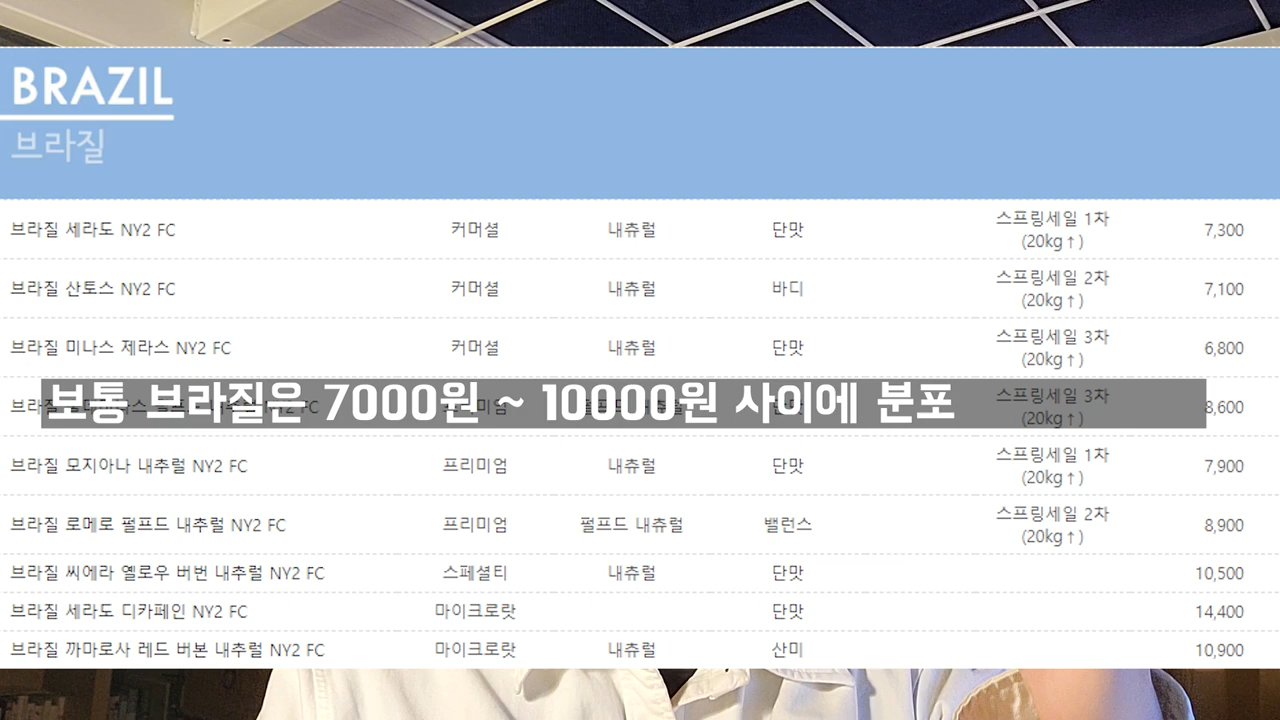 BRAZIL
브라질
브라질 세라도 NY2 FC 커머셜 내츄럴 단맛 스프링세일 1차 (20kg↑) 7,300
브라질 산토스 NY2 FC 커머셜 내츄럴 바디 스프링세일 2차 (20kg↑) 7,100
브라질 미나스 제라스 NY2 FC 커머셜 내츄럴 단맛 스프링세일 3차 (20kg↑) 6,800
보통 브라질은 7000원 ~ 10000원 사이에 분포
스프링세일 3차 (20kg↑) 8,600
브라질 모지아나 내추럴 NY2 FC 프리미엄 내츄럴 단맛 스프링세일 1차 (20kg↑) 7,900
브라질 로메로 펄프드 내추럴 NY2 FC 프리미엄 펄프드 내츄럴 밸런스 스프링세일 2차 (20kg↑) 8,900
브라질 씨에라 옐로우 버번 내추럴 NY2 FC 스페셜티 내츄럴 단맛 10,500
브라질 세라도 디카페인 NY2 FC 마이크로랏 단맛 14,400
브라질 까마로사 레드 버본 내추럴 NY2 FC 마이크로랏 내츄럴 산미 10,900